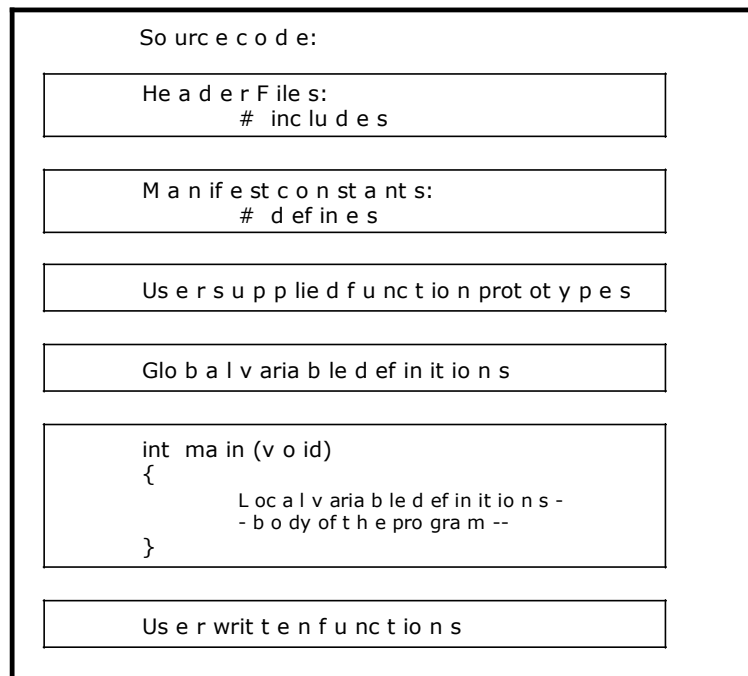 Source code:
Header Files:
# includes
Manifest constants:
# defines
User supplied function prototypes
Global variable definitions
int main (void)
{
Local variable definitions -
- body of the program --
}
User written functions